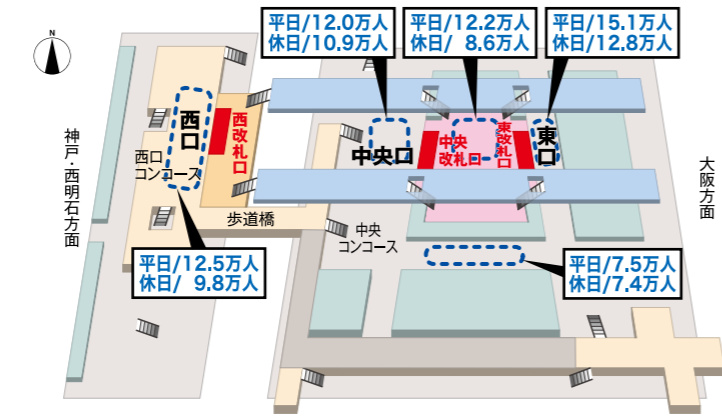 N
平日/12.0万人
休日/10.9万人
平日/12.2万人
休日/ 8.6万人
平日/15.1万人
休日/12.8万人
神戸・西明石方面
西口
西改札口
西口
コンコース
中央口
中央
改札口
東改札口
東口
大阪方面
歩道橋
中央
コンコース
平日/12.5万人
休日/ 9.8万人
平日/7.5万人
休日/7.4万人